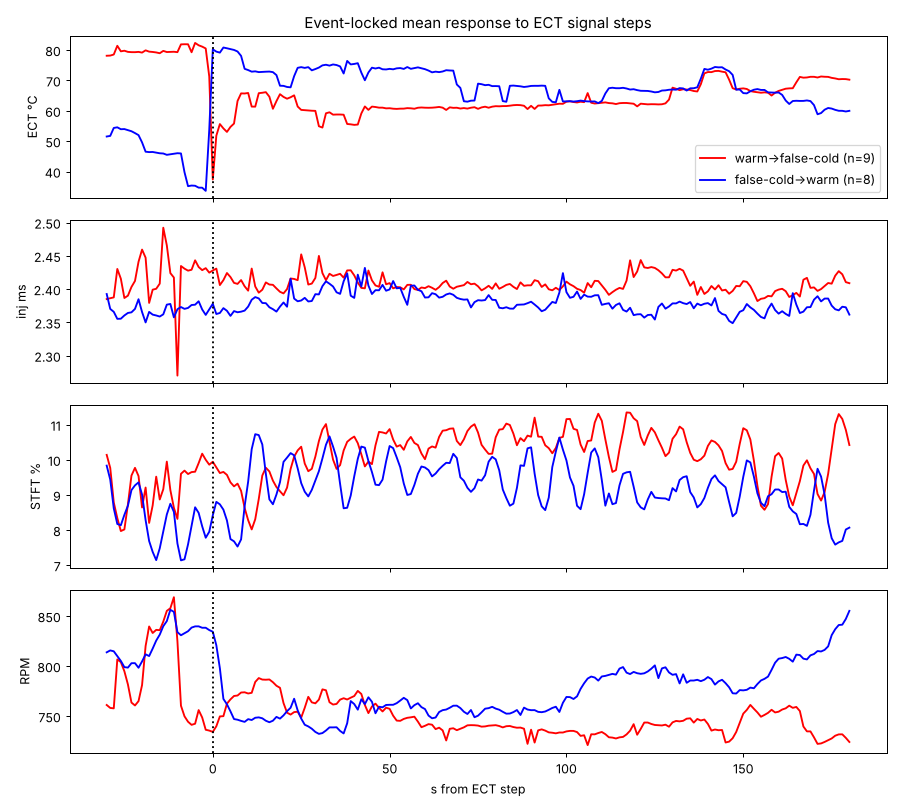 Event-locked mean response to ECT signal steps
ECT °C
80
70
60
50
40
warm→false-cold (n=9)
false-cold→warm (n=8)
inj ms
2.50
2.45
2.40
2.35
2.30
STFT %
11
10
9
8
7
RPM
850
800
750
0
50
100
150
s from ECT step